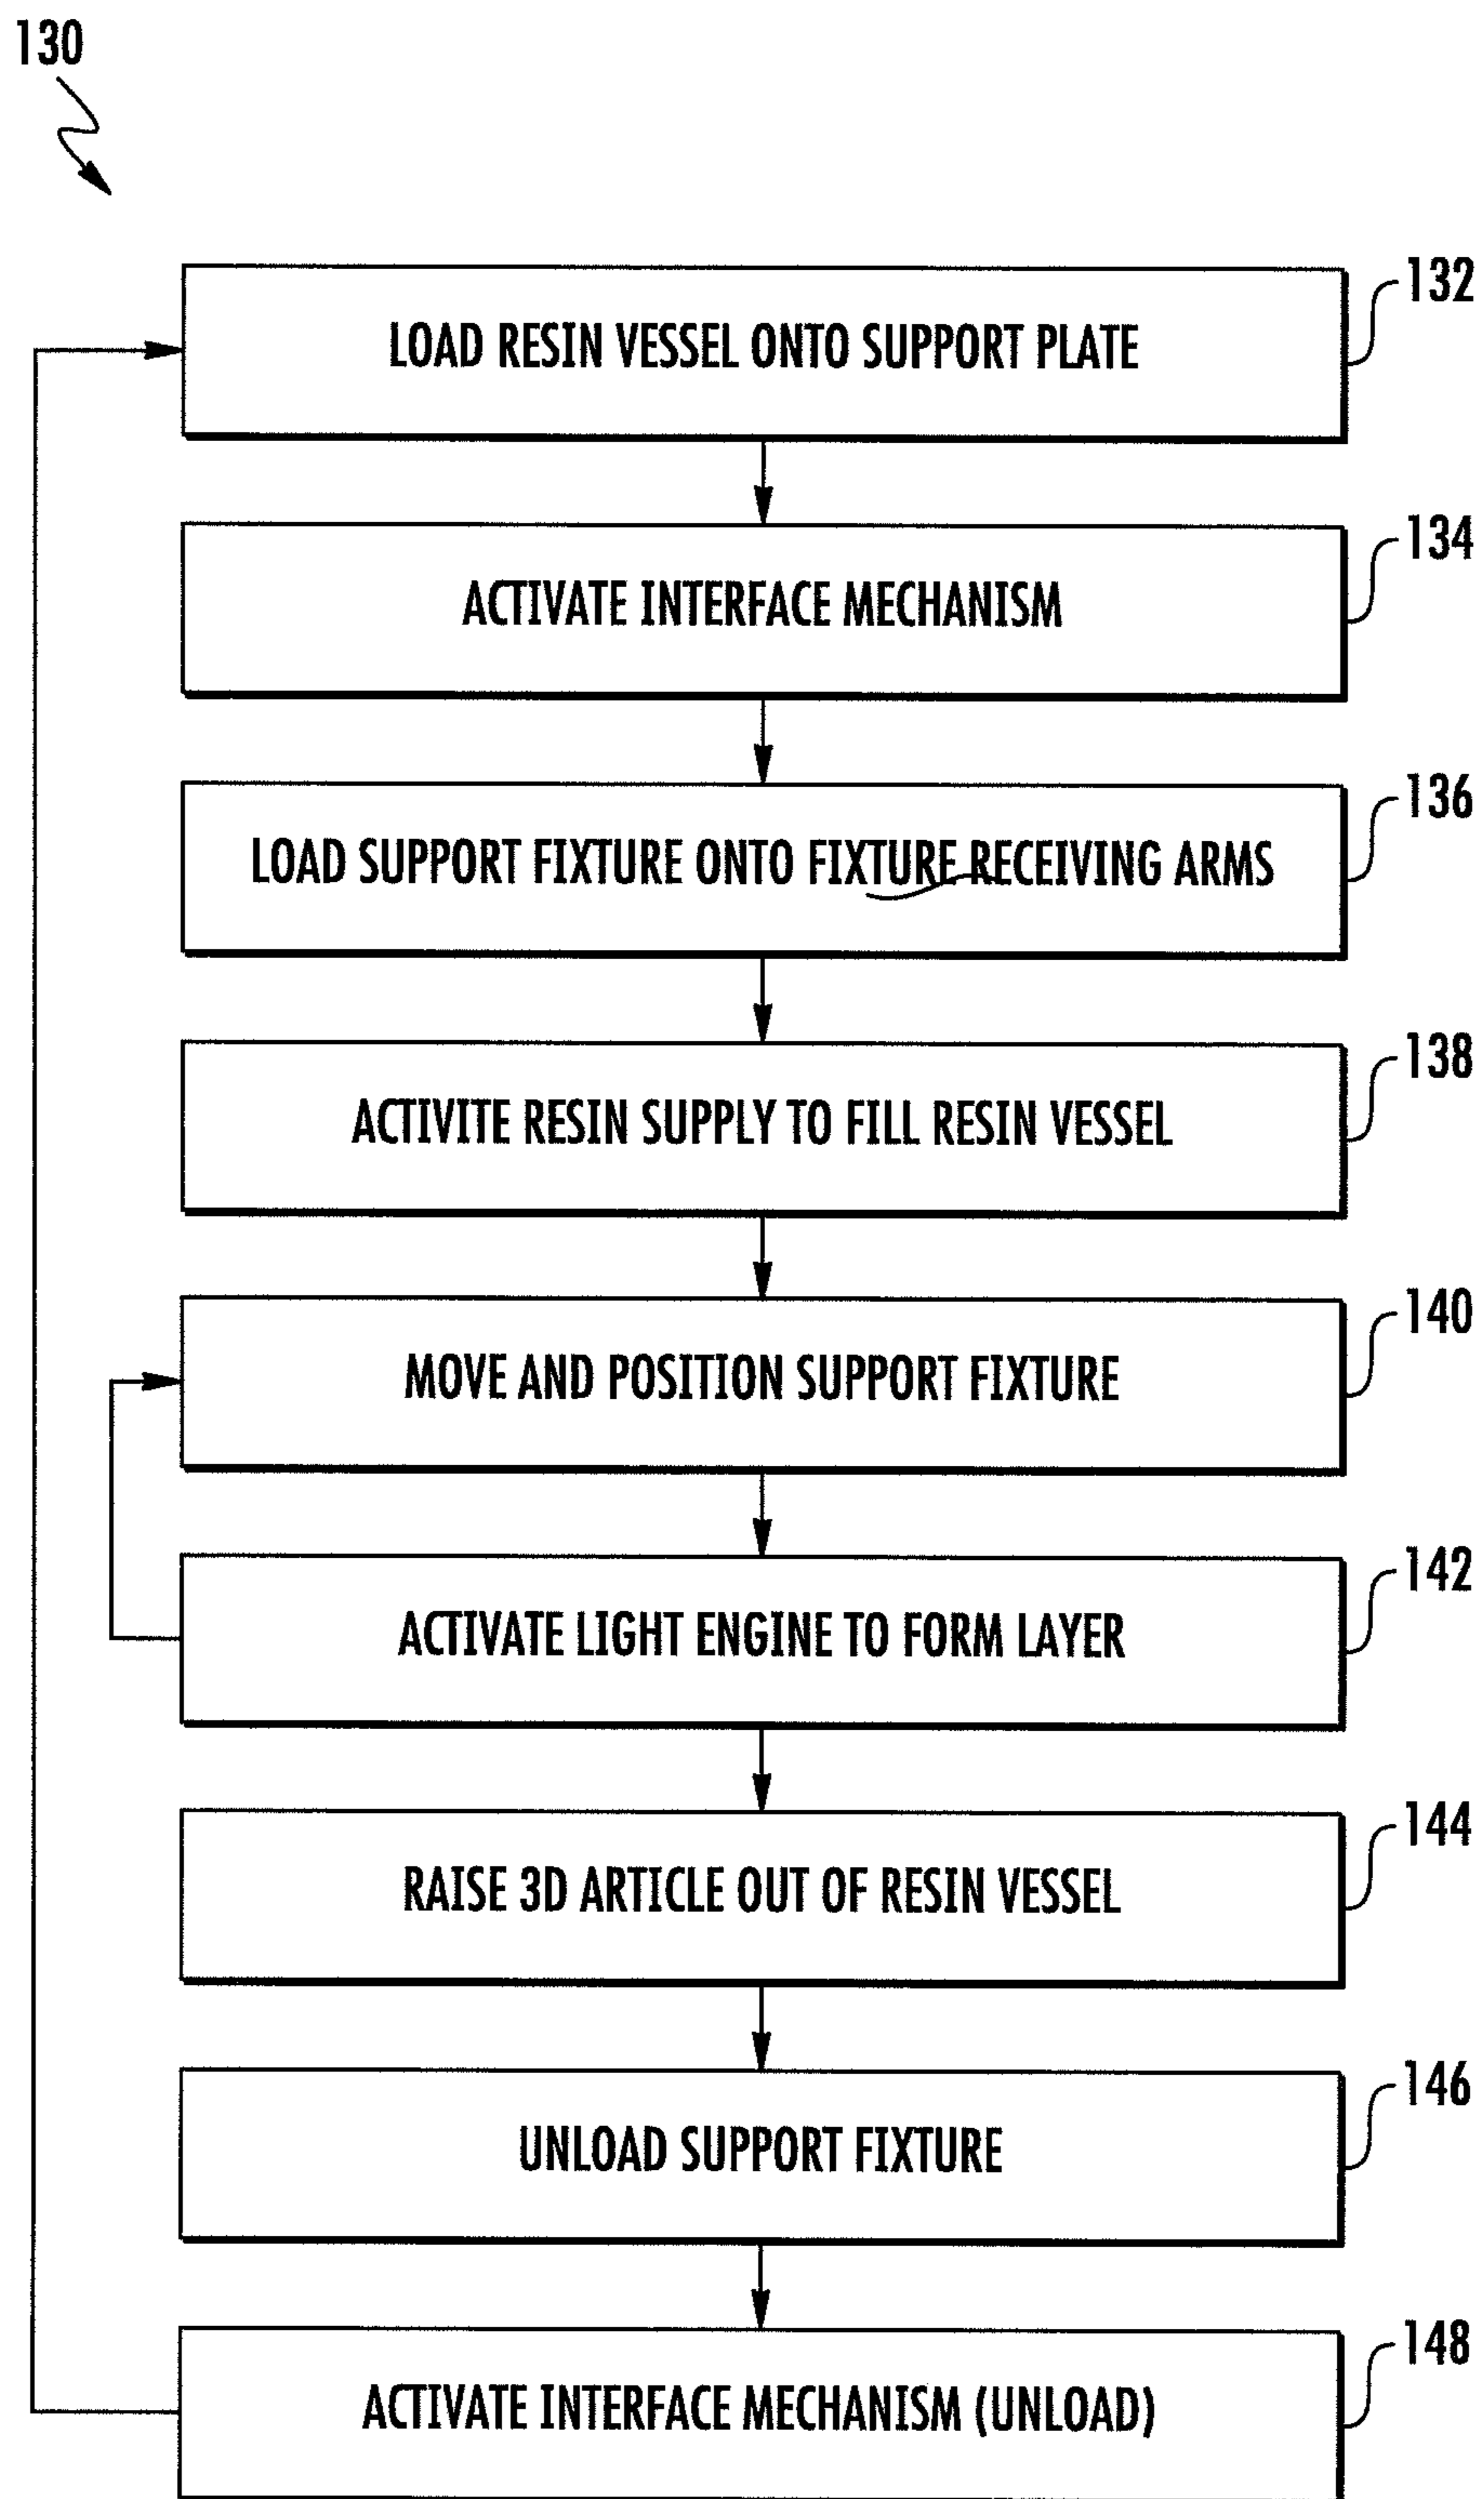 130
132
LOAD RESIN VESSEL ONTO SUPPORT PLATE
134
ACTIVATE INTERFACE MECHANISM
136
LOAD SUPPORT FIXTURE ONTO FIXTURE RECEIVING ARMS
138
ACTIVITE RESIN SUPPLY TO FILL RESIN VESSEL
140
MOVE AND POSITION SUPPORT FIXTURE
142
ACTIVATE LIGHT ENGINE TO FORM LAYER
144
RAISE 3D ARTICLE OUT OF RESIN VESSEL
146
UNLOAD SUPPORT FIXTURE
148
ACTIVATE INTERFACE MECHANISM (UNLOAD)